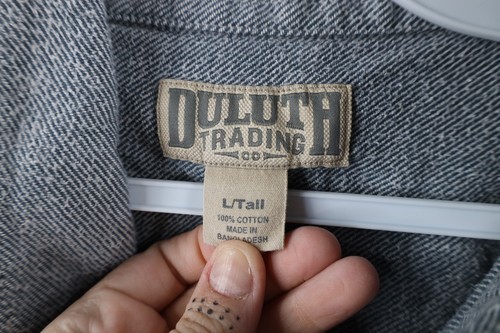 DULUTH
TRADING
CO
L/Tall
100% COTTON
MADE IN
BANGLADESH